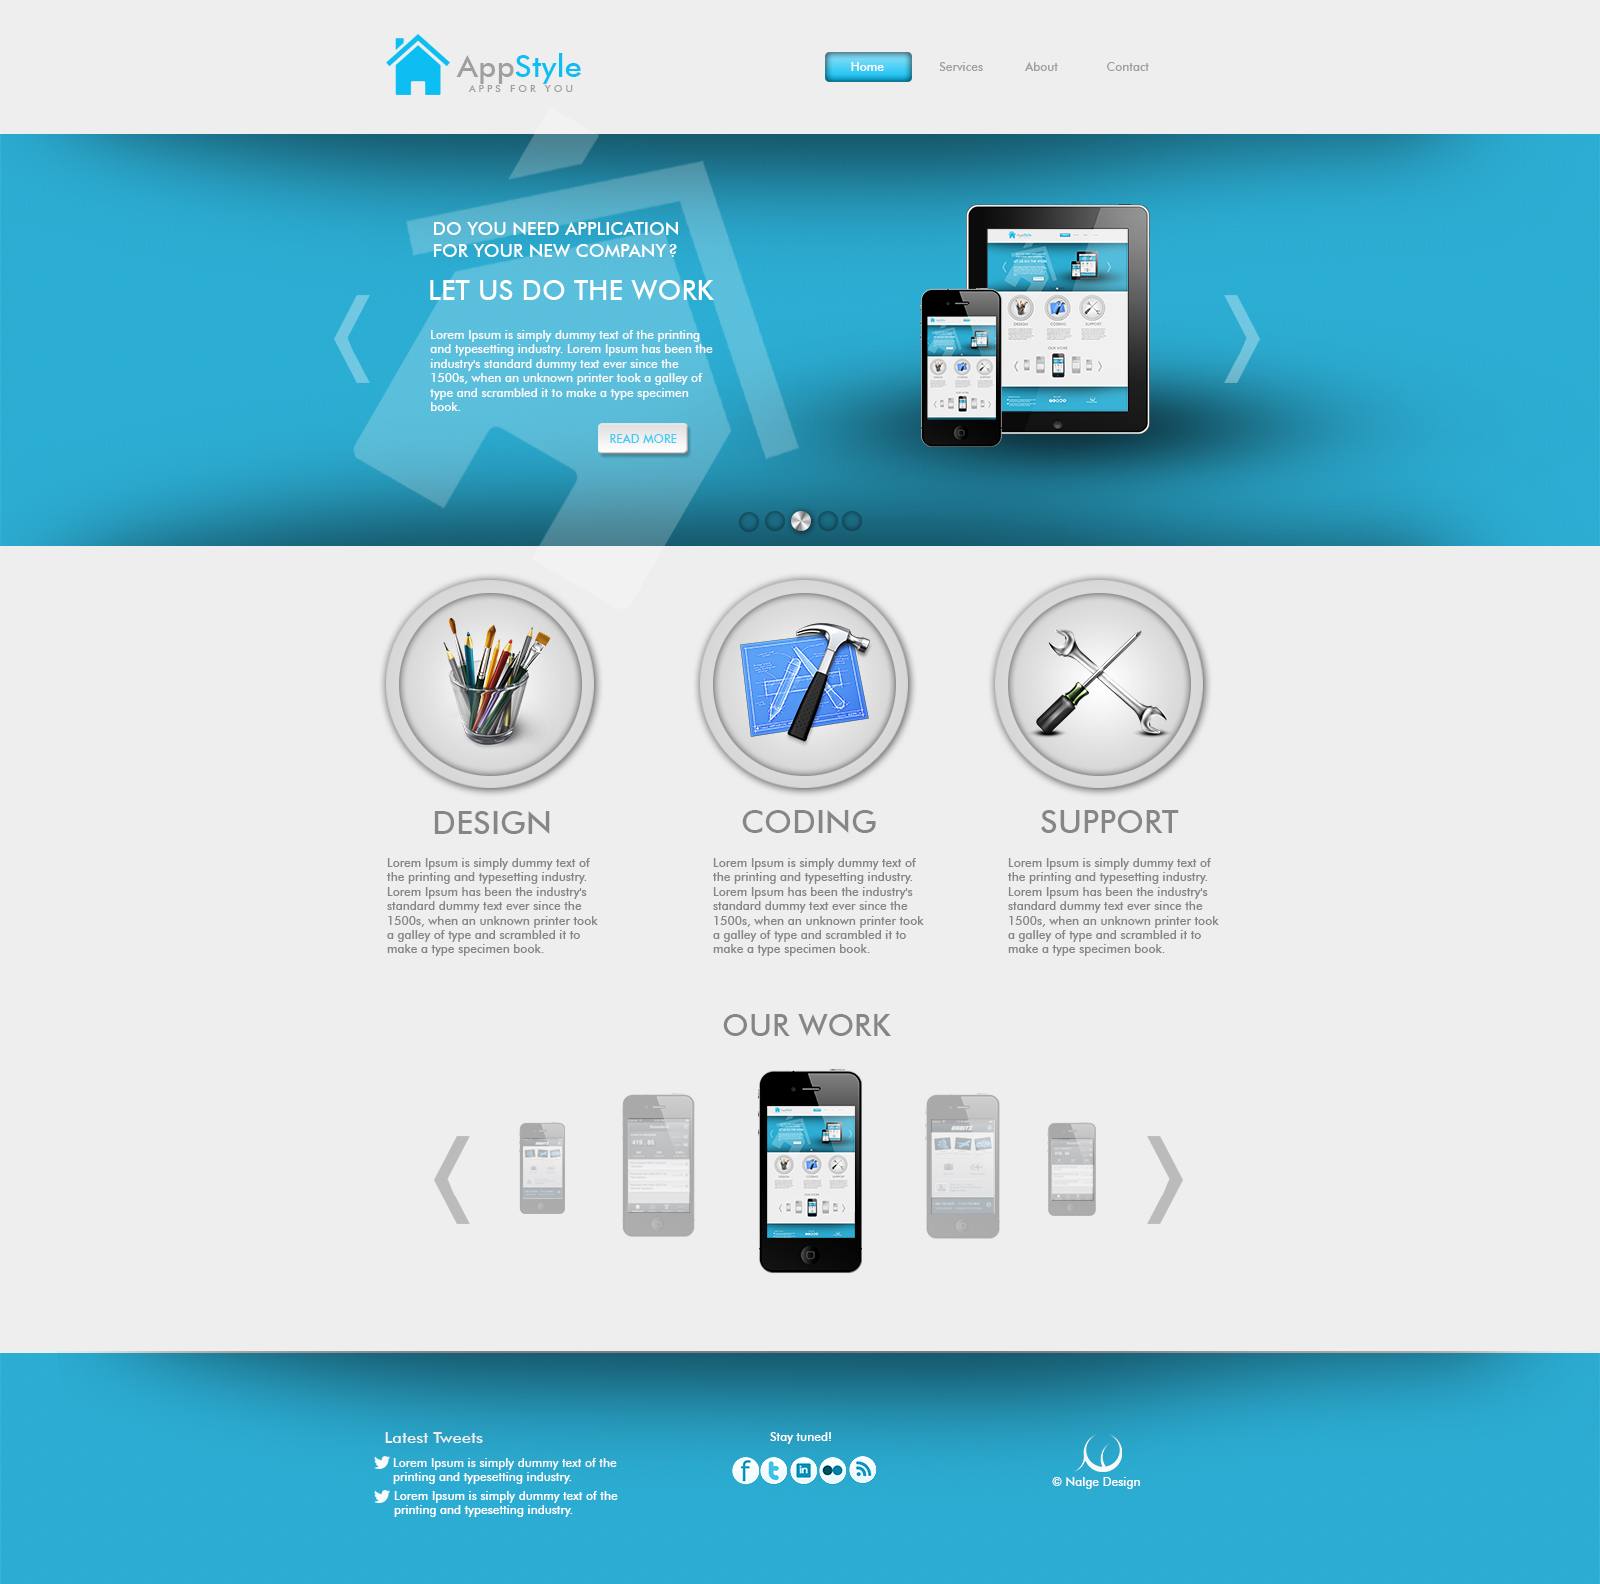 AppStyle
APPS FOR YOU
Home
Services
About
Contact
DO YOU NEED APPLICATION
FOR YOUR NEW COMPANY?
LET US DO THE WORK
Lorem Ipsum is simply dummy text of the printing
and typesetting industry. Lorem Ipsum has been the
industry's standard dummy text ever since the
1500s, when an unknown printer took a galley of
type and scrambled it to make a type specimen
book.
READ MORE
DESIGN
Lorem Ipsum is simply dummy text of
the printing and typesetting industry.
Lorem Ipsum has been the industry's
standard dummy text ever since the
1500s, when an unknown printer took
a galley of type and scrambled it to
make a type specimen book.
CODING
Lorem Ipsum is simply dummy text of
the printing and typesetting industry.
Lorem Ipsum has been the industry's
standard dummy text ever since the
1500s, when an unknown printer took
a galley of type and scrambled it to
make a type specimen book.
SUPPORT
Lorem Ipsum is simply dummy text of
the printing and typesetting industry.
Lorem Ipsum has been the industry's
standard dummy text ever since the
1500s, when an unknown printer took
a galley of type and scrambled it to
make a type specimen book.
OUR WORK
ORBITZ
ORBITZ
Latest Tweets
Lorem Ipsum is simply dummy text of the
printing and typesetting industry.
Lorem Ipsum is simply dummy text of the
printing and typesetting industry.
Stay tuned!
© Nalge Design